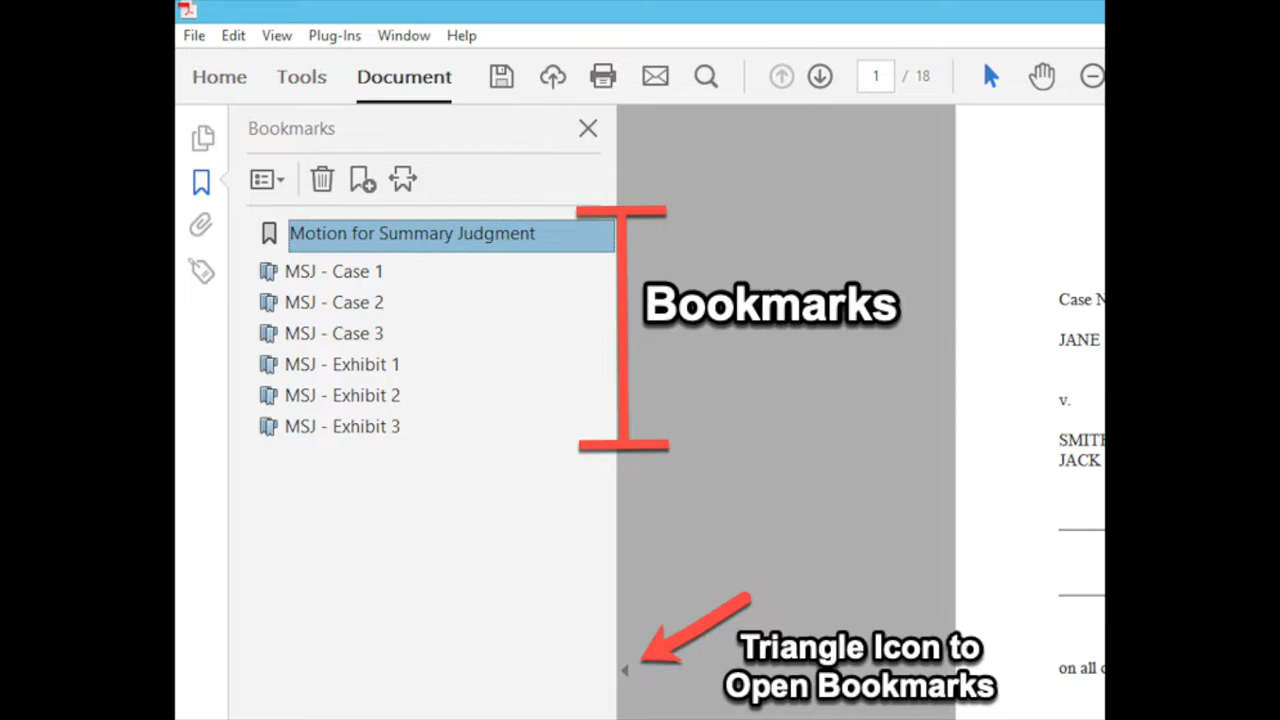 File Edit View Plug-Ins Window Help
Home Tools Document 1 / 18
Bookmarks
Motion for Summary Judgment
MSJ - Case 1
MSJ - Case 2
MSJ - Case 3
MSJ - Exhibit 1
MSJ - Exhibit 2
MSJ - Exhibit 3
Bookmarks
Triangle Icon to
Open Bookmarks
Case N
JANE
v.
SMITH
JACK
on all